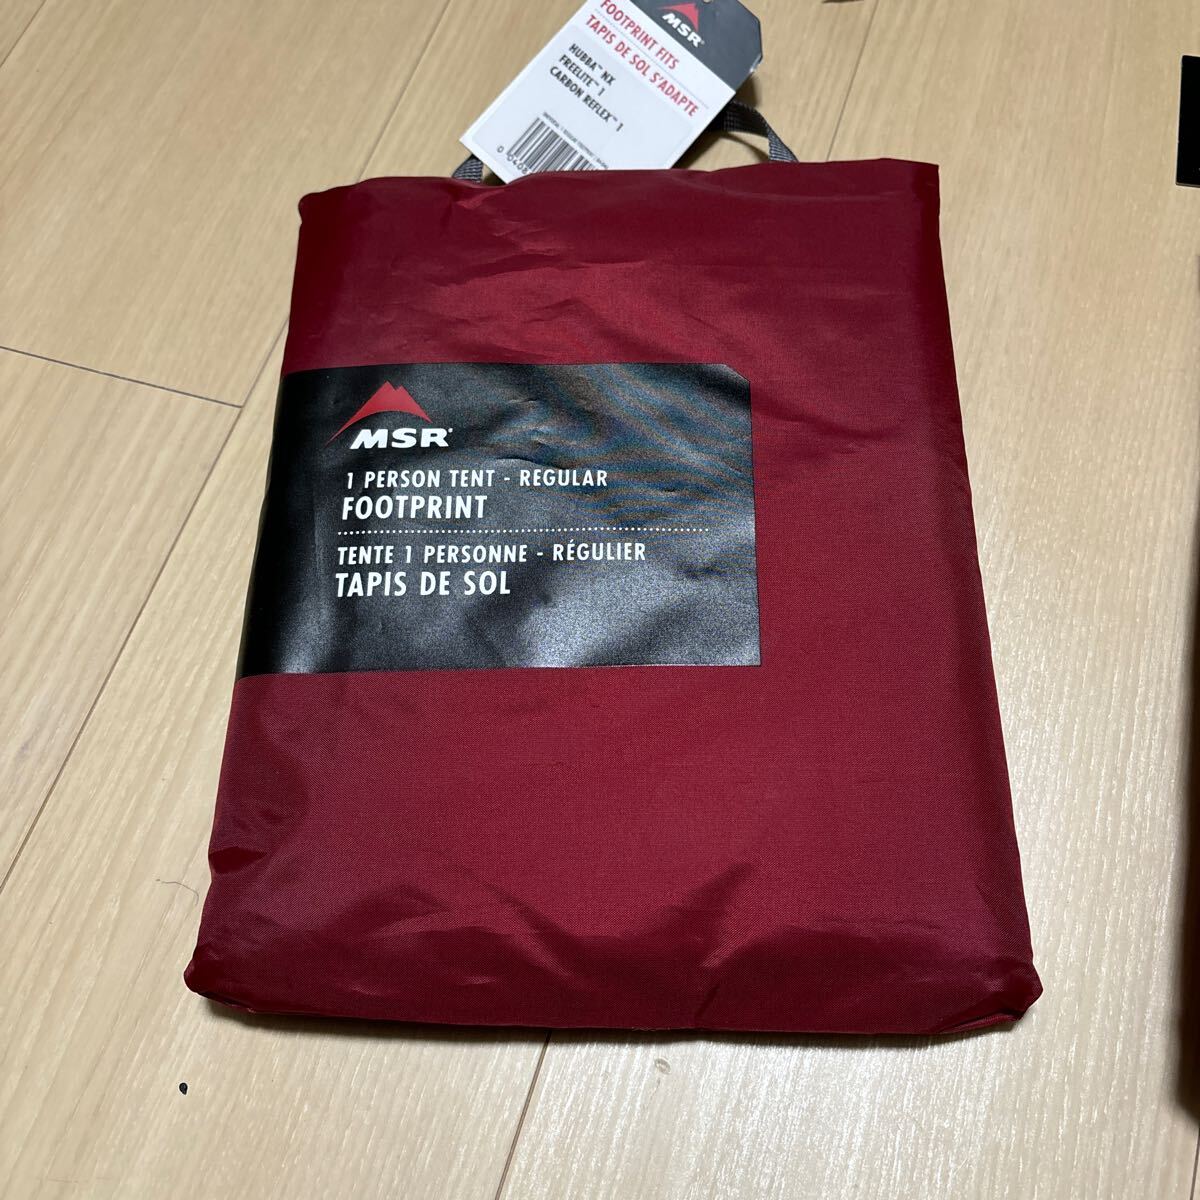 MSR
FOOTPRINT FITS
TAPIS DE SOL S'ADAPTE
HUBBA™ NX
FREELITE™ 1
CARBON REFLEX™ 1
MSR
1 PERSON TENT - REGULAR
FOOTPRINT
TENTE 1 PERSONNE - RÉGULIER
TAPIS DE SOL